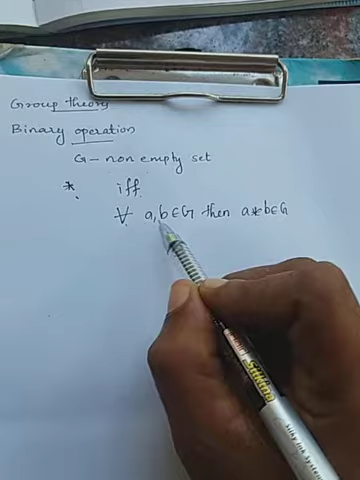 Group theory
Binary operation
G - non empty set
* iff
∀ a, b ∈ G then a * b ∈ G